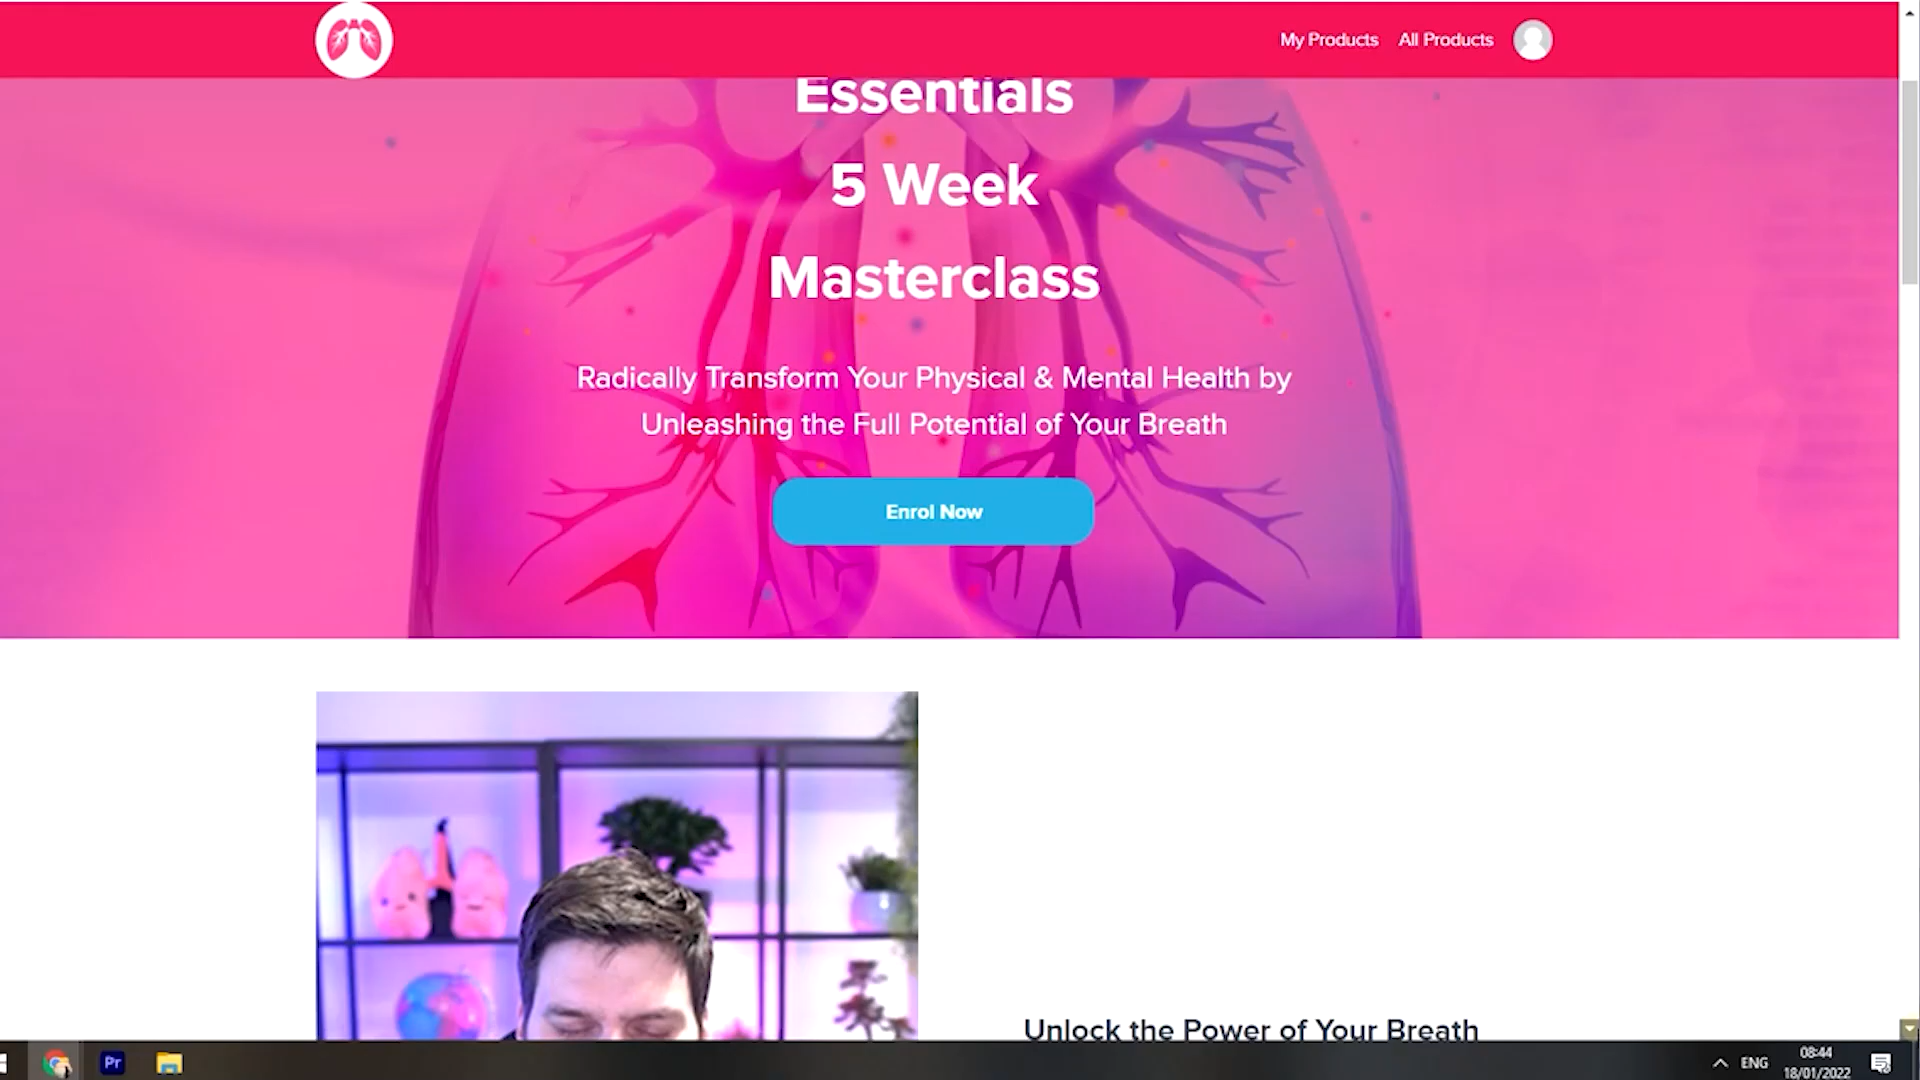 My Products All Products
Essentials
5 Week
Masterclass
Radically Transform Your Physical & Mental Health by
Unleashing the Full Potential of Your Breath
Enrol Now
Unlock the Power of Your Breath
Pr
ENG
08:44
18/01/2022